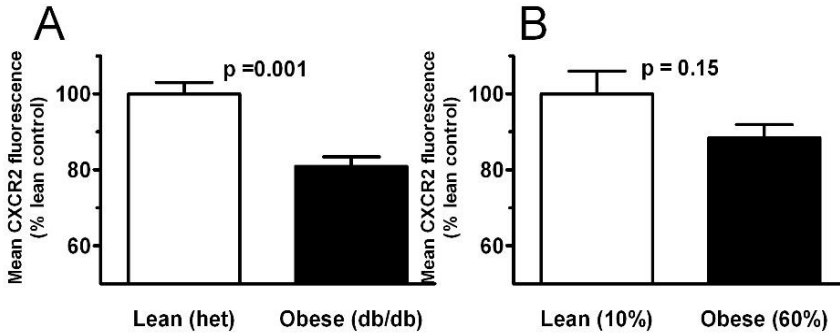 A
Mean CXCR2 fluorescence
(% lean control)
100
80
60
p =0.001
Lean (het)
Obese (db/db)
B
Mean CXCR2 fluorescence
(% lean control)
100
80
60
p = 0.15
Lean (10%)
Obese (60%)